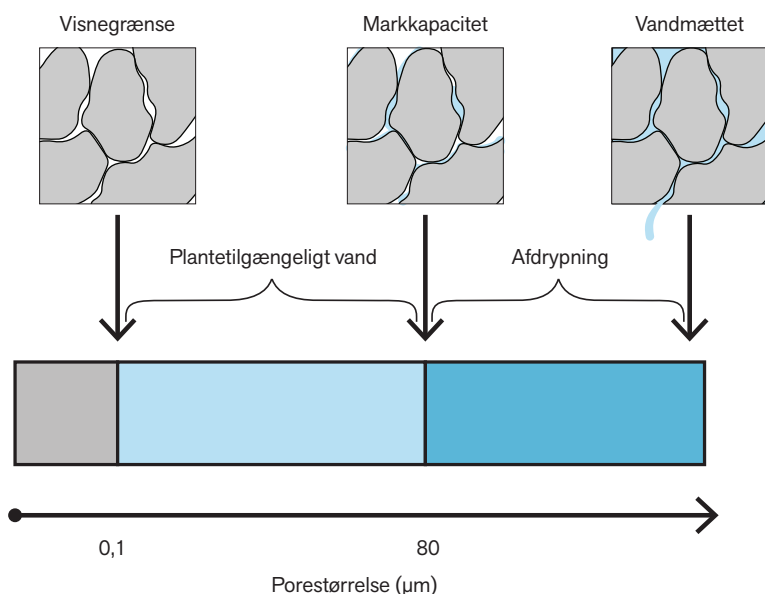 Visnegrænse
Markkapacitet
Vandmættet
Plantetilgængeligt vand
Afdrypning
0,1
80
Porestørrelse (µm)